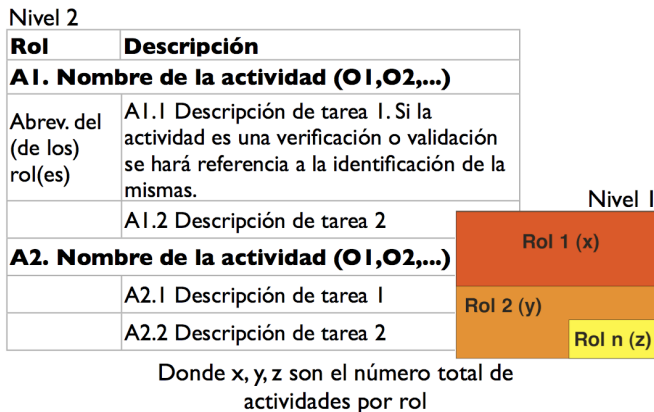 Nivel 2
Rol Descripción
A1. Nombre de la actividad (O1,O2,...)
Abrev. del
(de los)
rol(es)
A1.1 Descripción de tarea 1. Si la
actividad es una verificación o validación
se hará referencia a la identificación de la
mismas.
A1.2 Descripción de tarea 2
A2. Nombre de la actividad (O1,O2,...)
A2.1 Descripción de tarea 1
A2.2 Descripción de tarea 2
Nivel 1
Rol 1 (x)
Rol 2 (y)
Rol n (z)
Donde x, y, z son el número total de
actividades por rol